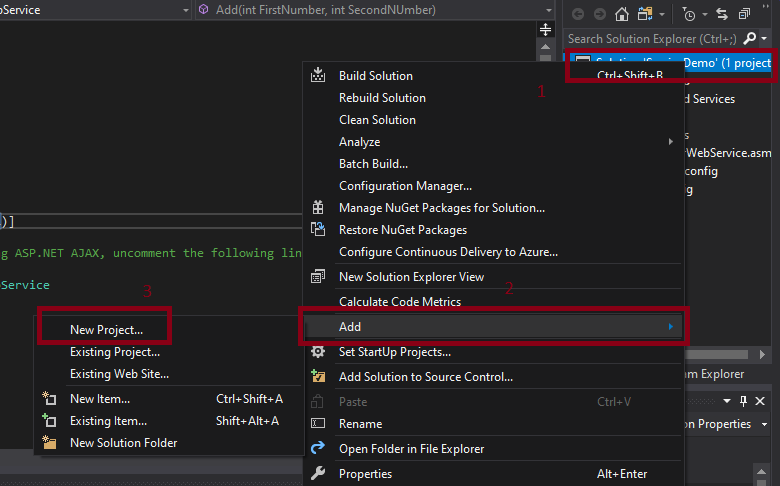 Service
Add(int FirstNumber, int SecondNUmber)
Search Solution Explorer (Ctrl+;)
(1 project
Build Solution
Ctrl+Shift+B
1
Rebuild Solution
Clean Solution
d Services
Analyze
Batch Build...
WebService.asm
Configuration Manager...
config
Manage NuGet Packages for Solution...
)]
Restore NuGet Packages
g ASP.NET AJAX, uncomment the following lin
Configure Continuous Delivery to Azure...
New Solution Explorer View
Service
3
2
Calculate Code Metrics
New Project...
Add
Existing Project...
Set StartUp Projects...
Existing Web Site...
Add Solution to Source Control...
am Explorer
New Item... Ctrl+Shift+A
Paste Ctrl+V
Existing Item... Shift+Alt+A
Rename
on Properties
New Solution Folder
Open Folder in File Explorer
Properties Alt+Enter